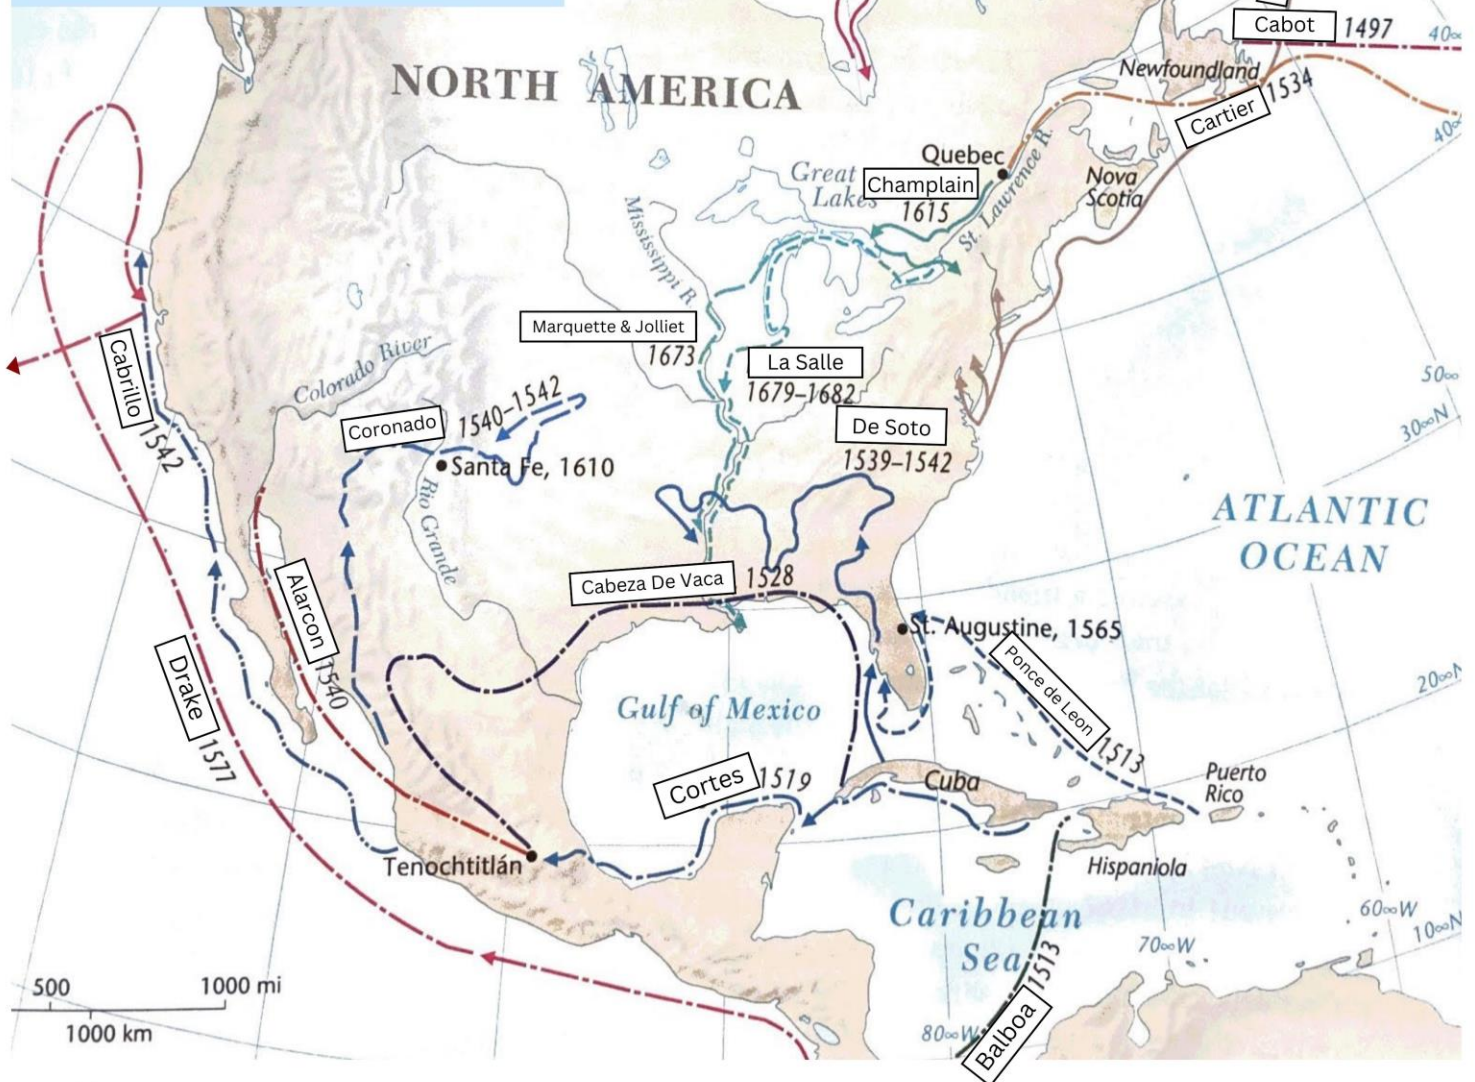 Cabot 1497
40∞
Newfoundland
Cartier 1534
40∞
NORTH AMERICA
Quebec
St. Lawrence R.
Nova
Scotia
Great
Lakes
Champlain
1615
Mississippi R.
Marquette & Jolliet
1673
La Salle
1679–1682
Colorado River
Cabrillo 1542
Coronado 1540–1542
Santa Fe, 1610
Rio Grande
De Soto
1539–1542
50∞
30∞N
ATLANTIC
OCEAN
Cabeza De Vaca 1528
Alarcon 1540
Drake 1577
St. Augustine, 1565
Ponce de Leon 1513
20∞N
Gulf of Mexico
Cortes 1519
Cuba
Puerto
Rico
Hispaniola
Tenochtitlán
Caribbean
Sea
Balboa 1513
60∞W
70∞W
80∞W
10∞N
500 1000 mi
1000 km